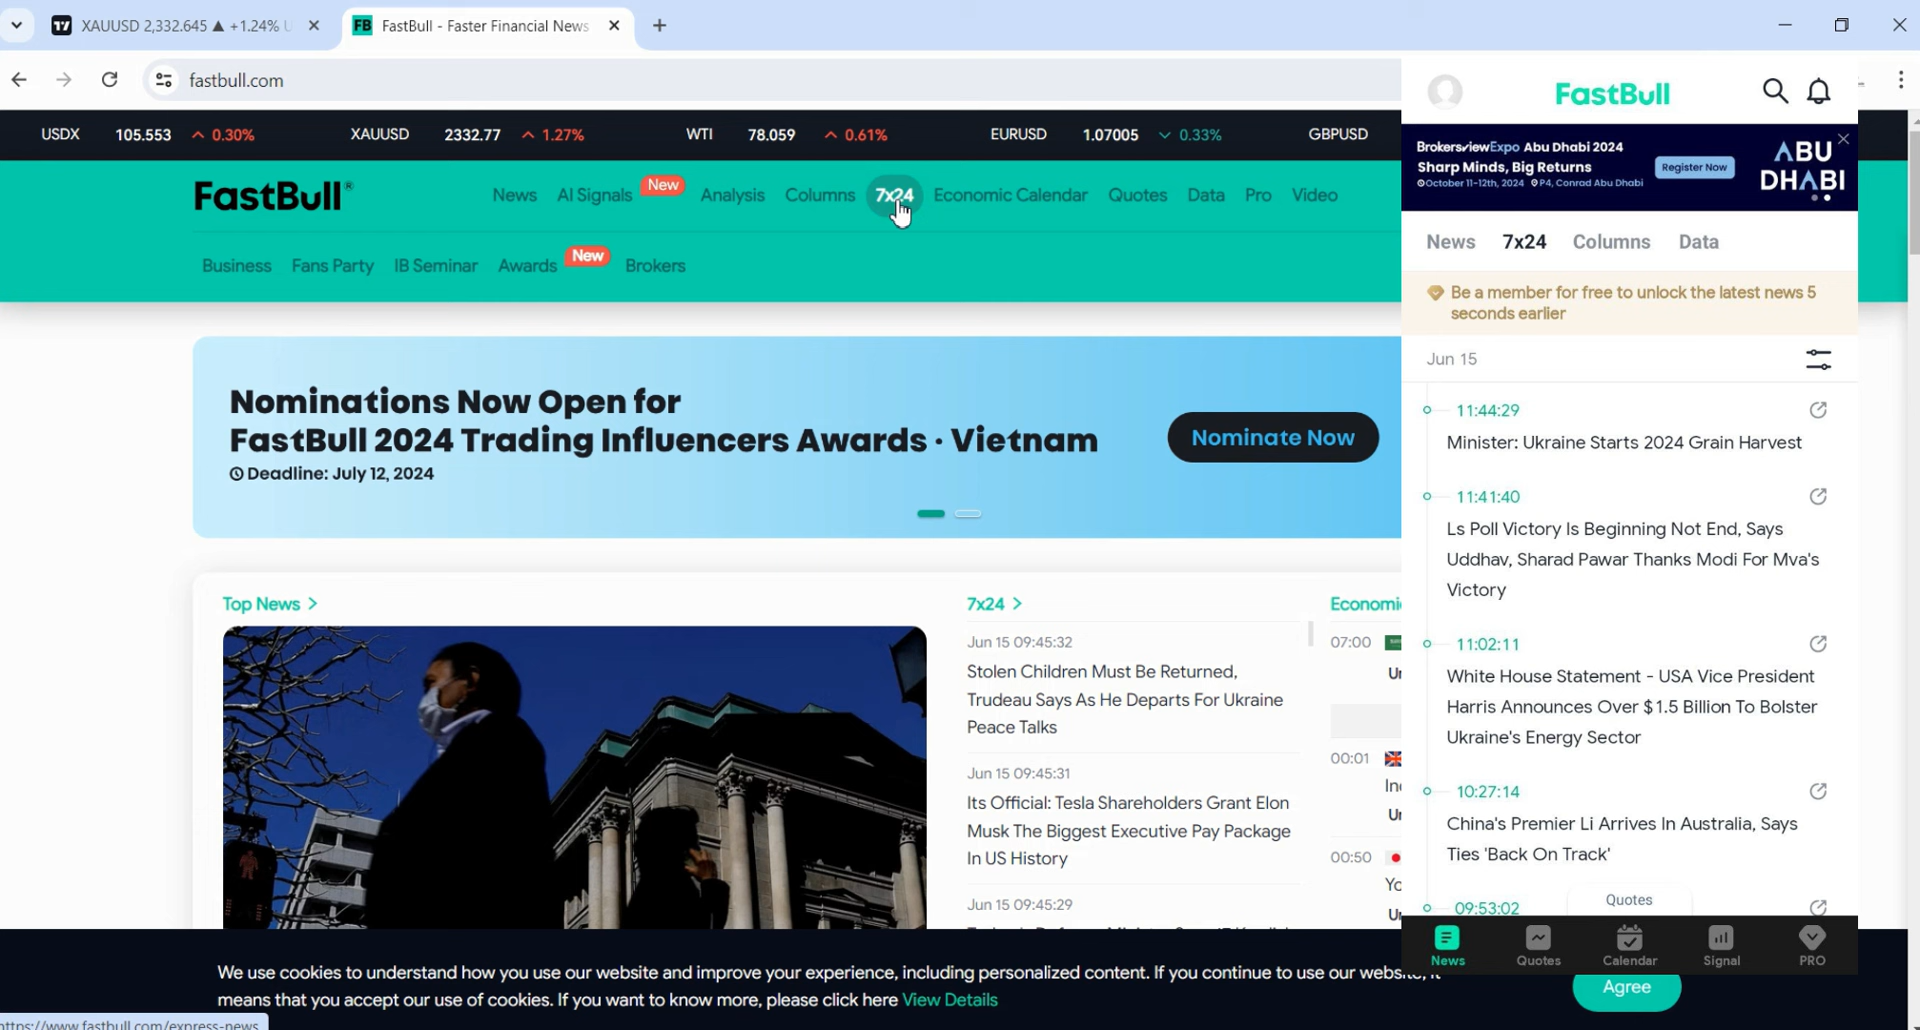 XAUUSD 2,332.645 ▲ +1.24%
FastBull - Faster Financial News
fastbull.com
USDX 105.553 0.30% XAUUSD 2332.77 1.27% WTI 78.059 0.61% EURUSD 1.07005 0.33% GBPUSD
FastBull®
News AI Signals New Analysis Columns 7x24 Economic Calendar Quotes Data Pro Video
Business Fans Party IB Seminar Awards New Brokers
Nominations Now Open for
FastBull 2024 Trading Influencers Awards · Vietnam
Deadline: July 12, 2024
Nominate Now
Top News >
7x24 >
Jun 15 09:45:32
Stolen Children Must Be Returned,
Trudeau Says As He Departs For Ukraine
Peace Talks
Jun 15 09:45:31
Its Official: Tesla Shareholders Grant Elon
Musk The Biggest Executive Pay Package
In US History
Jun 15 09:45:29
07:00
00:01
00:50
We use cookies to understand how you use our website and improve your experience, including personalized content. If you continue to use our website, it
means that you accept our use of cookies. If you want to know more, please click here View Details
Agree
https://www.fastbull.com/express-news
FastBull
BrokersviewExpo Abu Dhabi 2024
Sharp Minds, Big Returns
October 11-12th, 2024 P4, Conrad Abu Dhabi
Register Now
ABU
DHABI
News 7x24 Columns Data
Be a member for free to unlock the latest news 5
seconds earlier
Jun 15
11:44:29
Minister: Ukraine Starts 2024 Grain Harvest
11:41:40
Ls Poll Victory Is Beginning Not End, Says
Uddhav, Sharad Pawar Thanks Modi For Mva's
Victory
11:02:11
White House Statement - USA Vice President
Harris Announces Over $1.5 Billion To Bolster
Ukraine's Energy Sector
10:27:14
China's Premier Li Arrives In Australia, Says
Ties 'Back On Track'
09:53:02
Quotes
News Quotes Calendar Signal PRO